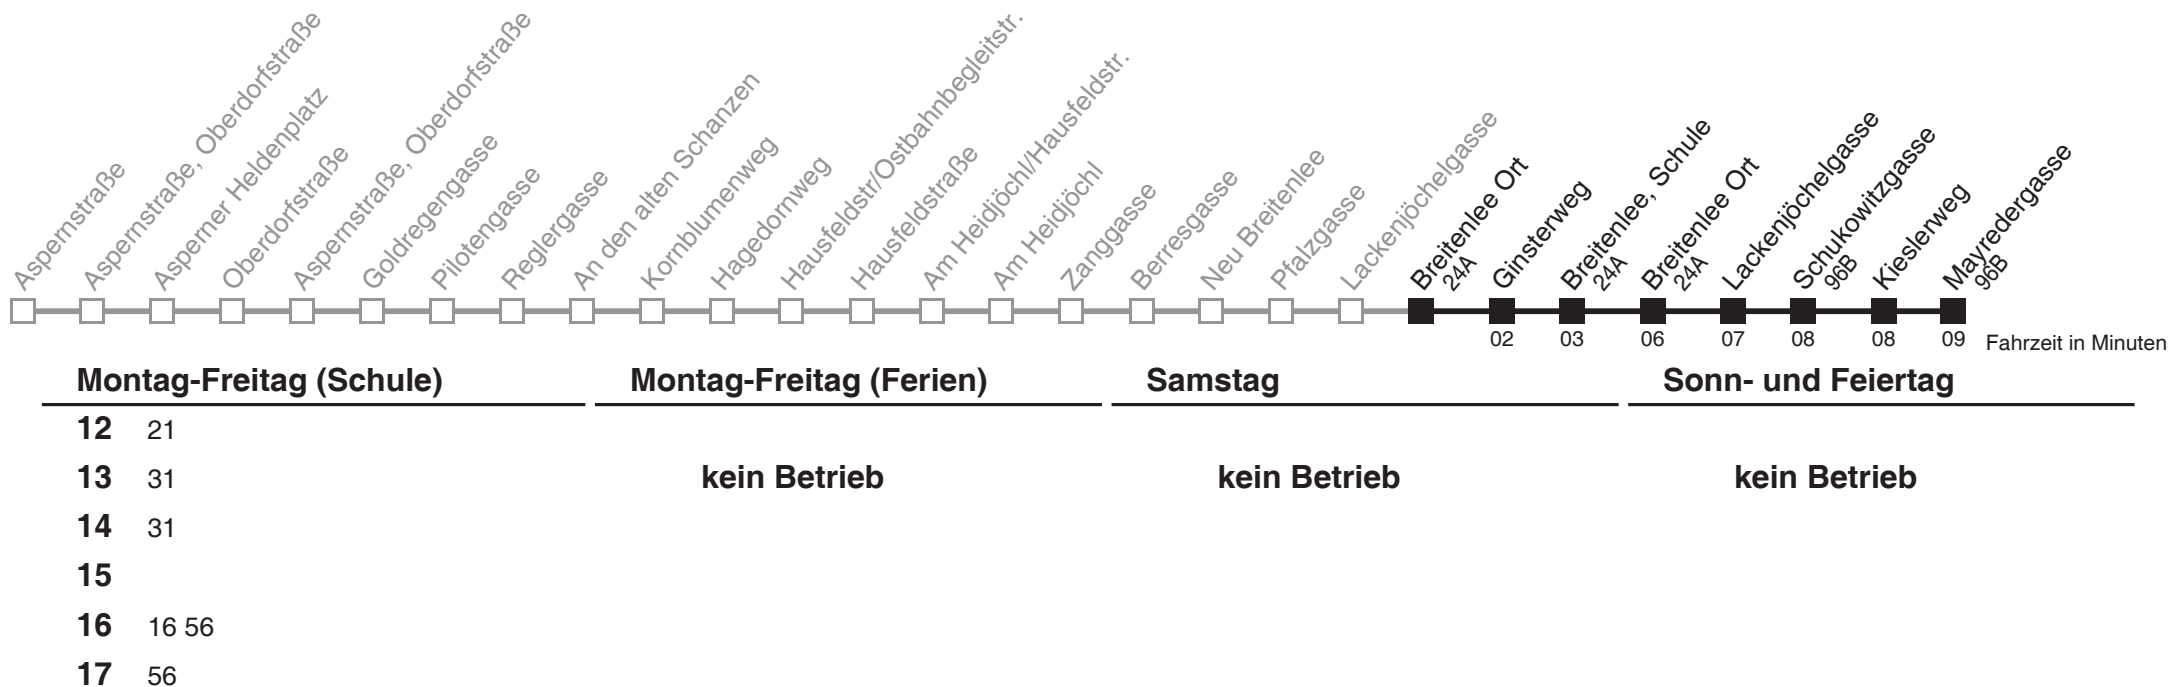 Aspernstraße
Aspernstraße, Oberdorfstraße
Asperner Heldenplatz
Oberdorfstraße
Aspernstraße, Oberdorfstraße
Goldregengasse
Pilotengasse
Reglergasse
An den alten Schanzen
Kornblumenweg
Hagedornweg
Hausfeldstr/Ostbahnbegleitstr.
Hausfeldstraße
Am Heidjöchl/Hausfeldstr.
Am Heidjöchl
Zanggasse
Berresgasse
Neu Breitenlee
Pfalzgasse
Lackenjöchelgasse
Breitenlee Ort
24A
Ginsterweg
Breitenlee, Schule
24A
Breitenlee Ort
24A
Lackenjöchelgasse
Schukowitzgasse
96B
Kieslerweg
Mayredergasse
96B
02 03 06 07 08 08 09 Fahrzeit in Minuten
Montag-Freitag (Schule) Montag-Freitag (Ferien) Samstag Sonn- und Feiertag
12 21
13 31 kein Betrieb kein Betrieb kein Betrieb
14 31
15
16 16 56
17 56